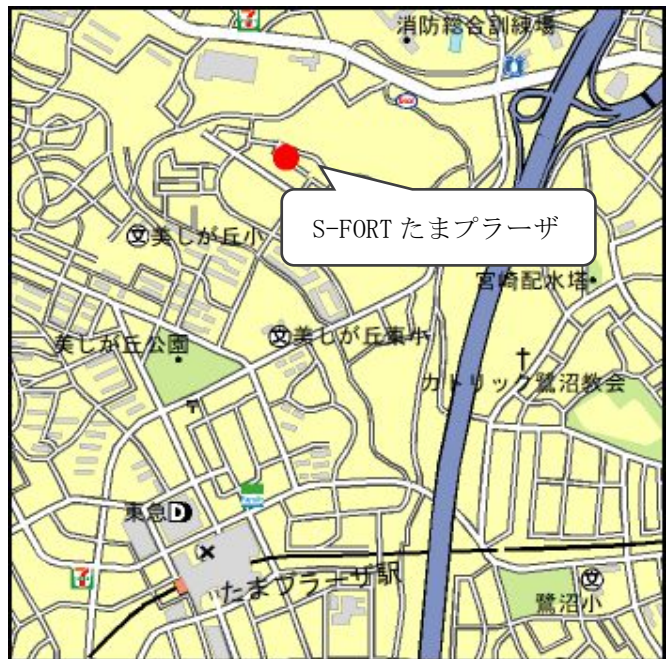 消防総合訓練場
S-FORT たまプラーザ
美しが丘小
宮崎配水塔
美しが丘公園
美しが丘東小
カトリック鷺沼教会
東急
たまプラーザ駅
鷺沼小